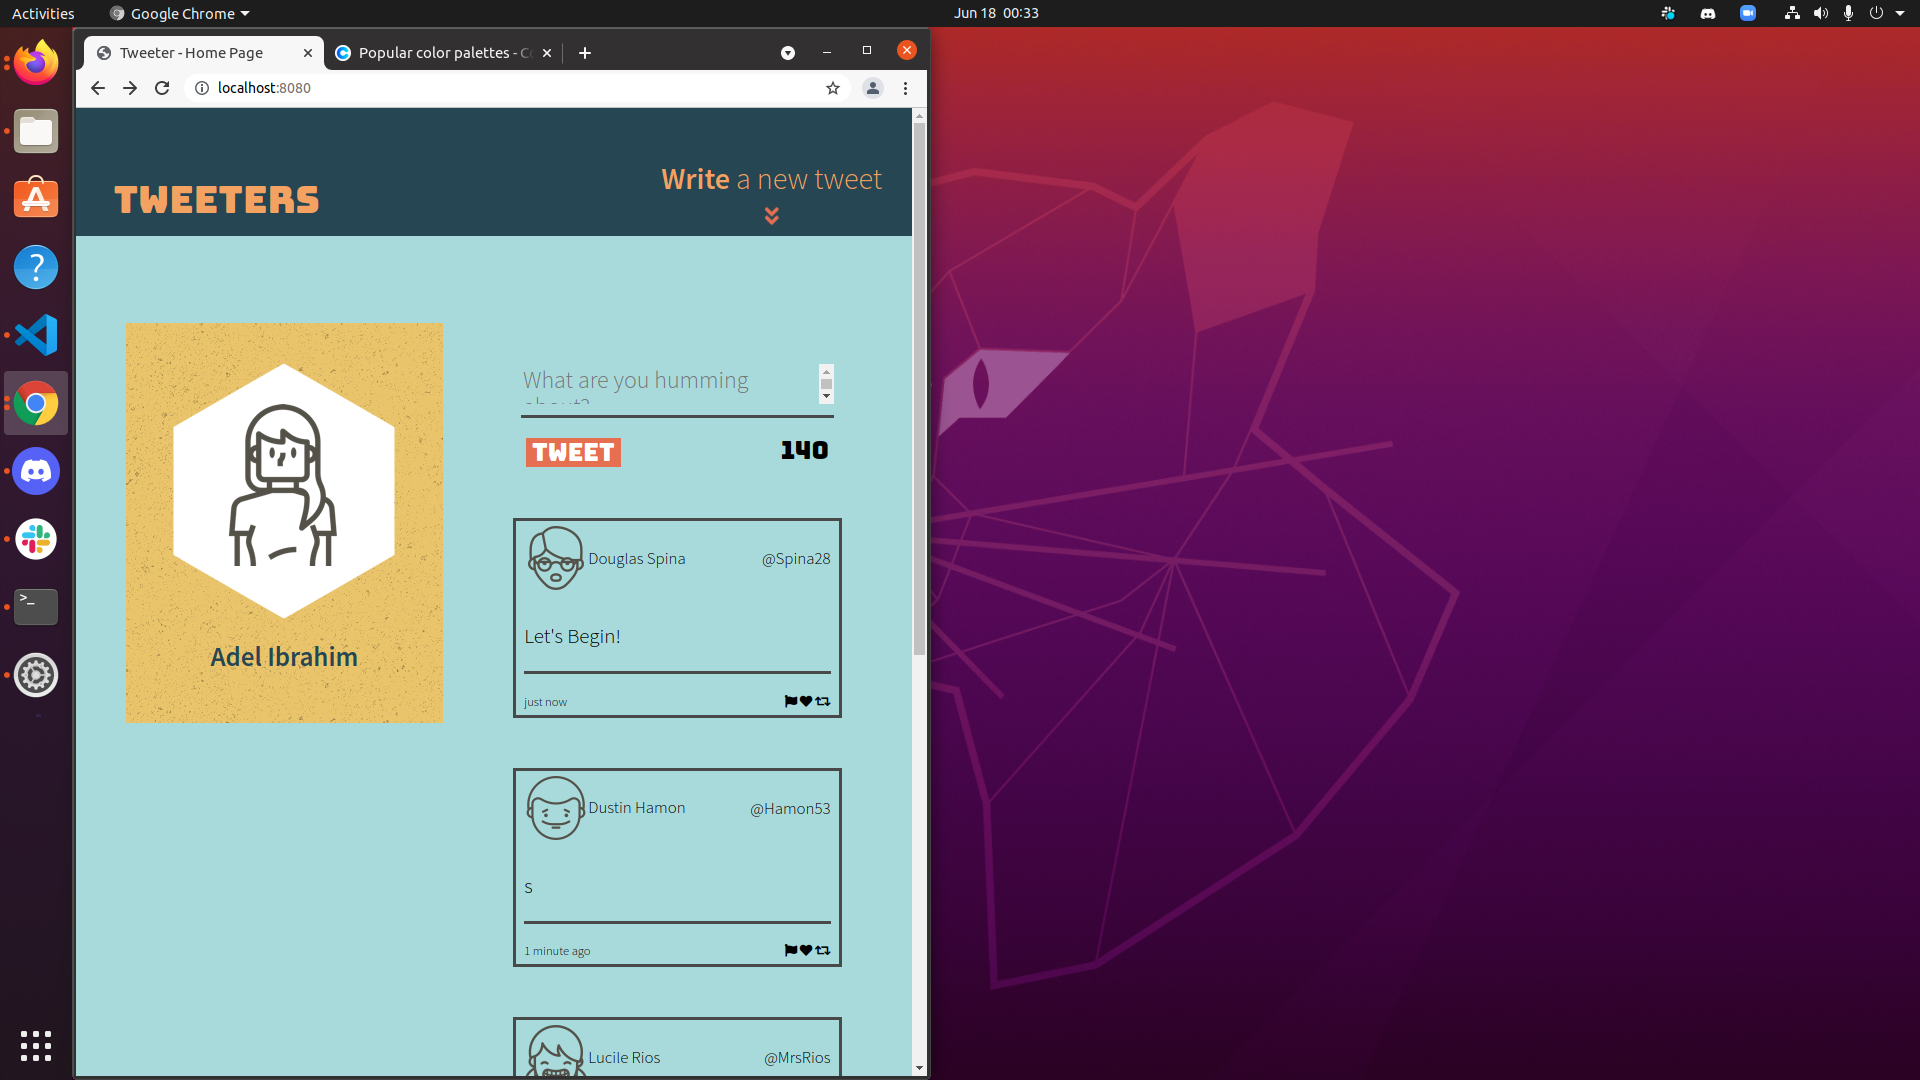 Activities
Google Chrome
Jun 18 00:33
Tweeter - Home Page
Popular color palettes - C
localhost:8080
TWEETERS
Write a new tweet
What are you humming
about?
TWEET
140
Adel Ibrahim
Douglas Spina
@Spina28
Let's Begin!
just now
Dustin Hamon
@Hamon53
s
1 minute ago
Lucile Rios
@MrsRios